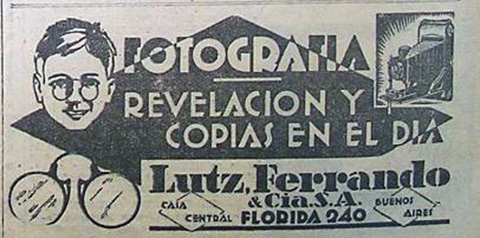 FOTOGRAFIA
REVELACION Y
COPIAS EN EL DIA
Lutz, Ferrando
& Cia. S.A.
CASA CENTRAL
FLORIDA 240
BUENOS AIRES